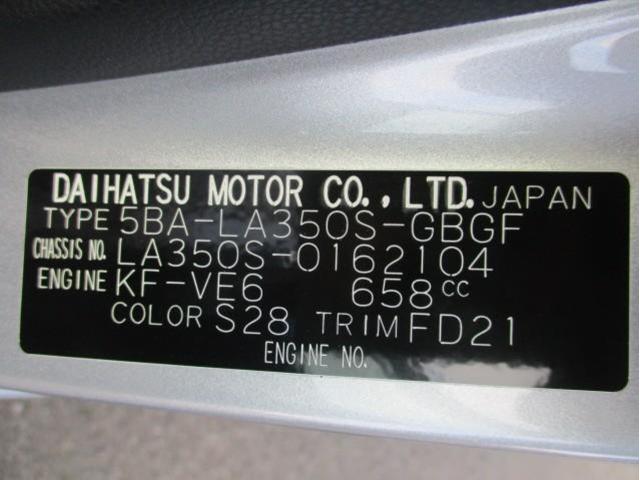 DAIHATSU MOTOR CO., LTD. JAPAN
TYPE 5BA-LA350S-GBGF
CHASSIS NO. LA350S-0162104
ENGINE KF-VE6 658CC
COLOR S28 TRIM FD21
ENGINE NO.